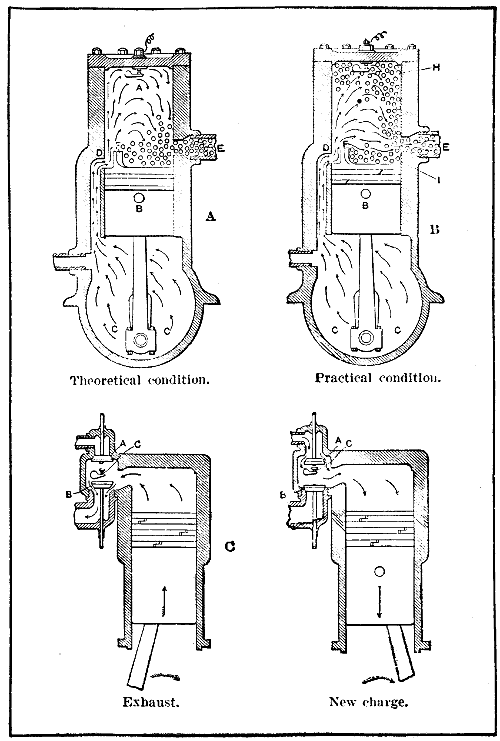 A
D
E
B
A
C
C
Theoretical condition.
H
D
E
I
B
B
C
C
Practical condition.
A
C
B
C
Exhaust.
A
C
B
New charge.